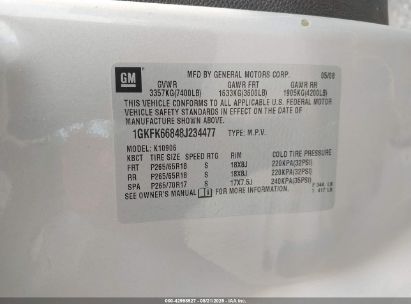 GM
MFD BY GENERAL MOTORS CORP. 05/08
GVWR GAWR FRT GAWR RR
3357KG(7400LB) 1633KG(3600LB) 1905KG(4200LB)
THIS VEHICLE CONFORMS TO ALL APPLICABLE U.S. FEDERAL MOTOR
VEHICLE SAFETY STANDARDS IN EFFECT ON THE DATE OF
MANUFACTURE SHOWN ABOVE.
1GKFK66848J234477 TYPE: M.P.V.
MODEL: K10906
KBCT TIRE SIZE SPEED RTG RIM COLD TIRE PRESSURE
FRT P265/65R18 S 18X8J 220KPA(32PSI)
RR P265/65R18 S 18X8J 220KPA(32PSI)
SPA P265/70R17 S 17X7.5J 240KPA(35PSI)
SEE OWNER'S MANUAL FOR MORE INFORMATION.